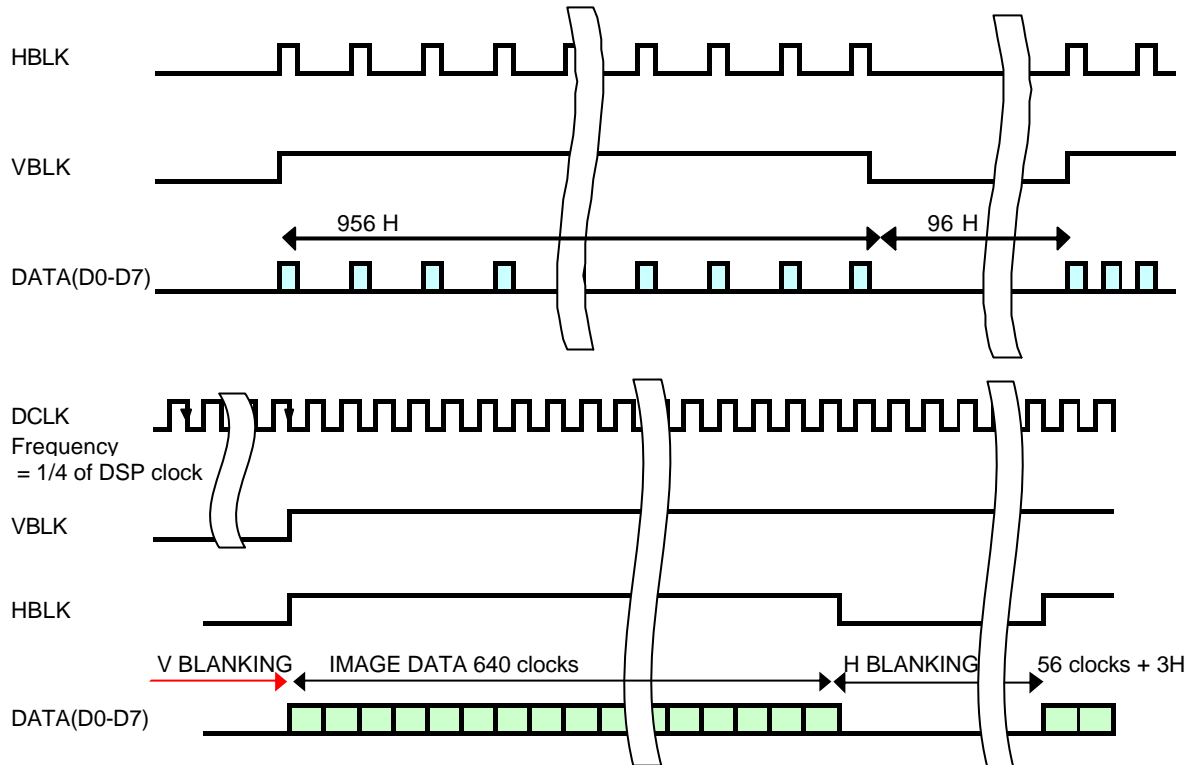 HBLK
VBLK
956 H
96 H
DATA(D0-D7)
DCLK
Frequency
= 1/4 of DSP clock
VBLK
HBLK
V BLANKING
IMAGE DATA 640 clocks
H BLANKING
56 clocks + 3H
DATA(D0-D7)